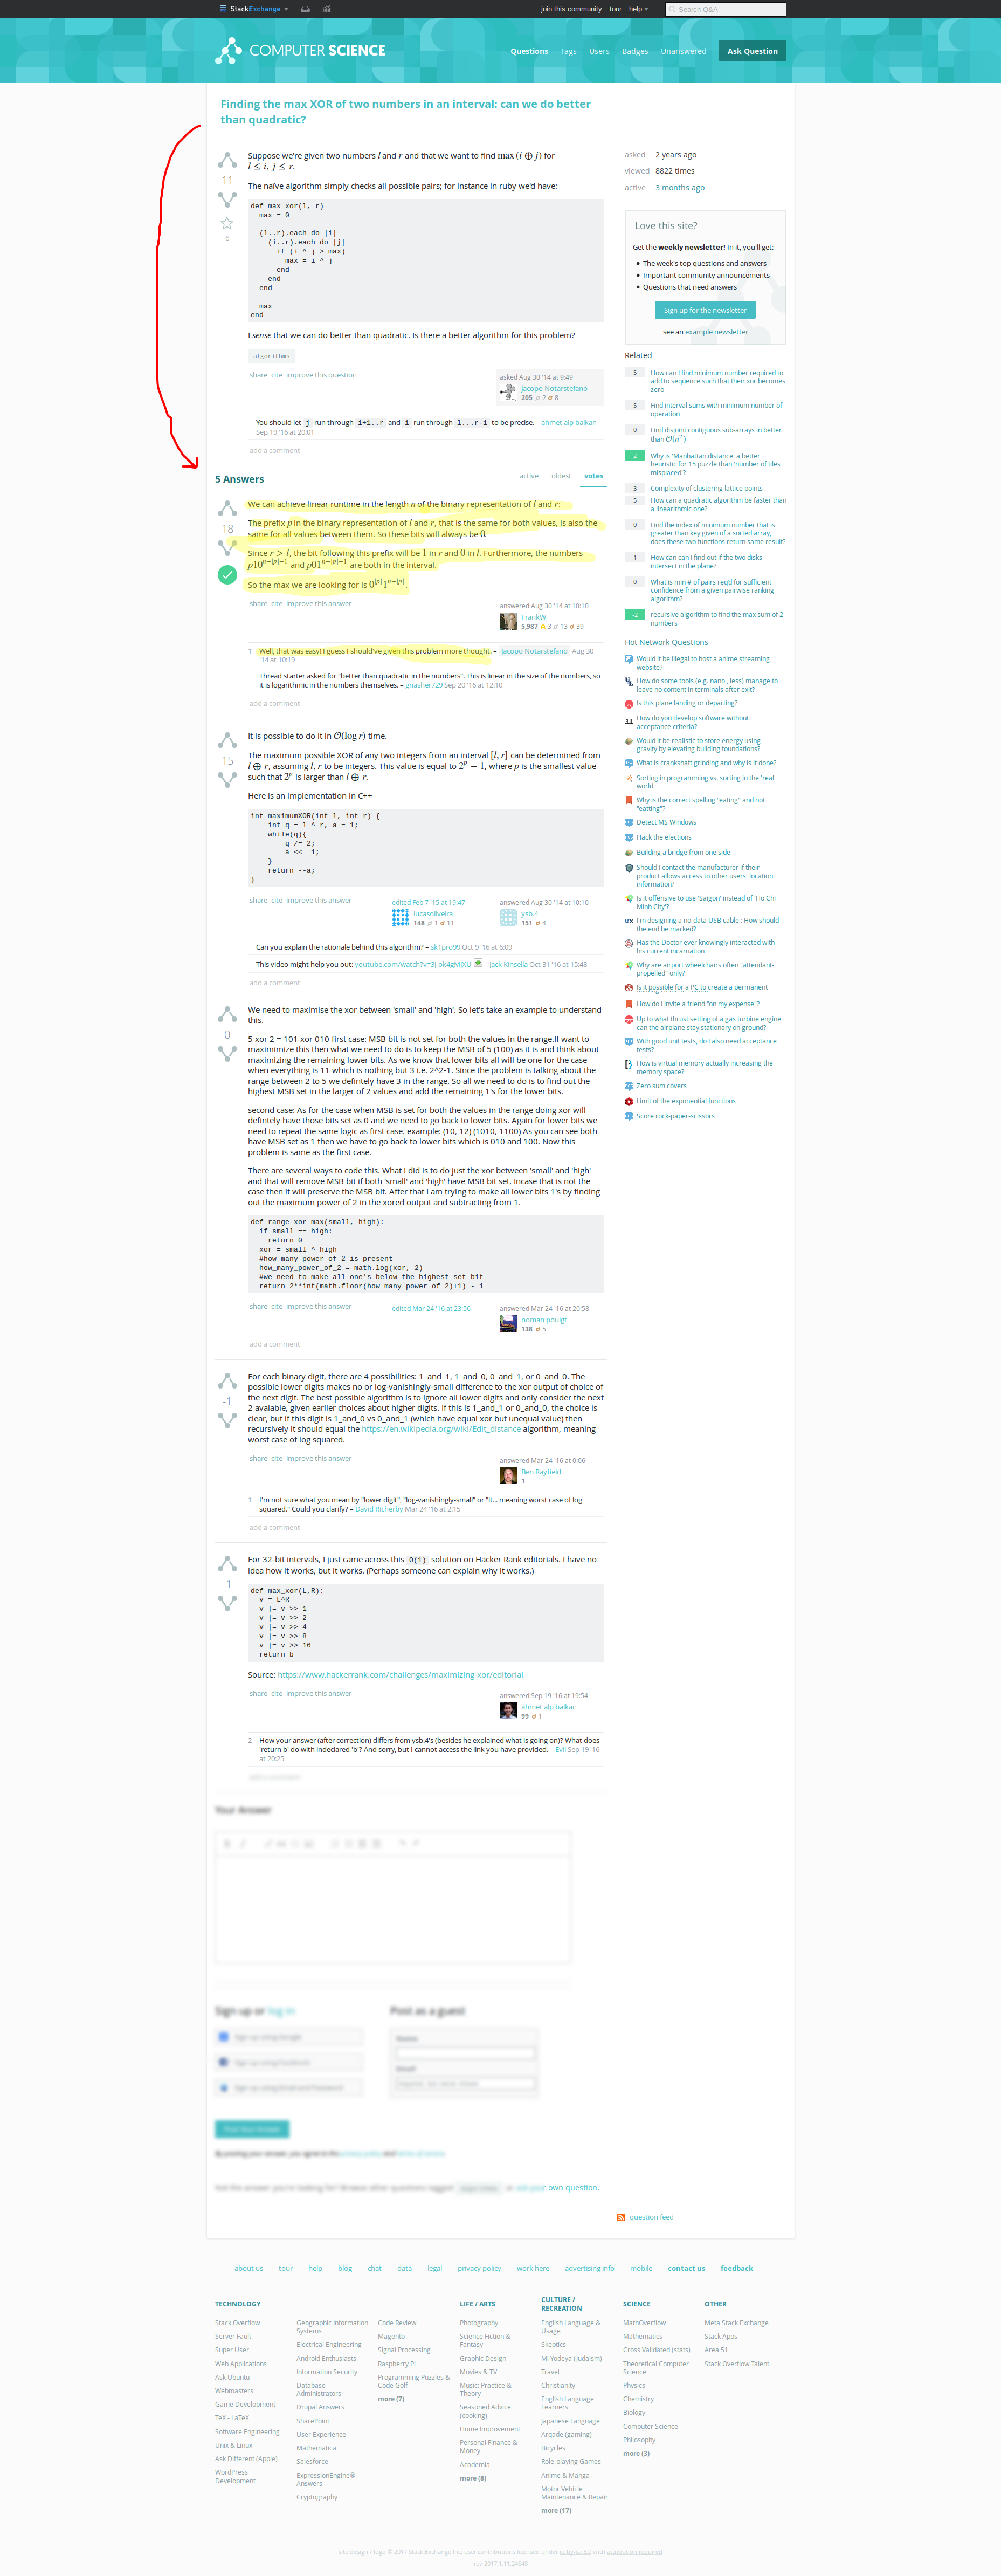 StackExchange
join this community tour help
Search Q&A
COMPUTER SCIENCE
Questions Tags Users Badges Unanswered Ask Question
Finding the max XOR of two numbers in an interval: can we do better
than quadratic?
11
6
Suppose we're given two numbers l and r and that we want to find max (i ⊕ j) for
l ≤ i, j ≤ r.
The naïve algorithm simply checks all possible pairs; for instance in ruby we'd have:
def max_xor(l, r)
max = 0
(l..r).each do |i|
(i..r).each do |j|
if (i ^ j > max)
max = i ^ j
end
end
end
max
end
I sense that we can do better than quadratic. Is there a better algorithm for this problem?
algorithms
share cite improve this question
asked Aug 30 '14 at 9:49
Jacopo Notarstefano
205 2 8
You should let j run through i+1..r and i run through l...r-1 to be precise. – ahmet alp balkan
Sep 19 '16 at 20:01
add a comment
5 Answers
active oldest votes
18
We can achieve linear runtime in the length n of the binary representation of l and r:
The prefix p in the binary representation of l and r, that is the same for both values, is also the
same for all values between them. So these bits will always be 0.
Since r > l, the bit following this prefix will be 1 in r and 0 in l. Furthermore, the numbers
p10^{n−|p|−1} and p01^{n−|p|−1} are both in the interval.
So the max we are looking for is 0^{|p|}1^{n−|p|}.
share cite improve this answer
answered Aug 30 '14 at 10:10
FrankW
5,987 3 13 39
1 Well, that was easy! I guess I should've given this problem more thought. – Jacopo Notarstefano Aug 30
'14 at 10:19
Thread starter asked for "better than quadratic in the numbers". This is linear in the size of the numbers, so
it is logarithmic in the numbers themselves. – gnasher729 Sep 20 '16 at 12:10
add a comment
15
It is possible to do it in O(log r) time.
The maximum possible XOR of any two integers from an interval [l, r] can be determined from
l ⊕ r, assuming l, r to be integers. This value is equal to 2^p − 1, where p is the smallest value
such that 2^p is larger than l ⊕ r.
Here is an implementation in C++
int maximumXOR(int l, int r) {
int q = l ^ r, a = 1;
while(q){
q /= 2;
a <<= 1;
}
return --a;
}
share cite improve this answer
edited Feb 7 '15 at 19:47
lucasoliveira
148 1 11
answered Aug 30 '14 at 10:10
ysb.4
151 4
Can you explain the rationale behind this algorithm? – sk1pro99 Oct 9 '16 at 6:09
This video might help you out: youtube.com/watch?v=3j-ok4gMjXU – Jack Kinsella Oct 31 '16 at 15:48
add a comment
0
We need to maximise the xor between 'small' and 'high'. So let's take an example to understand
this.
5 xor 2 = 101 xor 010 first case: MSB bit is not set for both the values in the range.If want to
maximimize this then what we need to do is to keep the MSB of 5 (100) as it is and think about
maximizing the remaining lower bits. As we know that lower bits all will be one for the case
when everything is 11 which is nothing but 3 i.e. 2^2-1. Since the problem is talking about the
range between 2 to 5 we defintely have 3 in the range. So all we need to do is to find out the
highest MSB set in the larger of 2 values and add the remaining 1's for the lower bits.
second case: As for the case when MSB is set for both the values in the range doing xor will
defintely have those bits set as 0 and we need to go back to lower bits. Again for lower bits we
need to repeat the same logic as first case. example: (10, 12) (1010, 1100) As you can see both
have MSB set as 1 then we have to go back to lower bits which is 010 and 100. Now this
problem is same as the first case.
There are several ways to code this. What I did is to do just the xor between 'small' and 'high'
and that will remove MSB bit if both 'small' and 'high' have MSB bit set. Incase that is not the
case then it will preserve the MSB bit. After that I am trying to make all lower bits 1's by finding
out the maximum power of 2 in the xored output and subtracting from 1.
def range_xor_max(small, high):
if small == high:
return 0
xor = small ^ high
#how many power of 2 is present
how_many_power_of_2 = math.log(xor, 2)
#we need to make all one's below the highest set bit
return 2**int(math.floor(how_many_power_of_2)+1) - 1
share cite improve this answer
edited Mar 24 '16 at 23:56
answered Mar 24 '16 at 20:58
noman pouigt
138 5
add a comment
-1
For each binary digit, there are 4 possibilities: 1_and_1, 1_and_0, 0_and_1, or 0_and_0. The
possible lower digits makes no or log-vanishingly-small difference to the xor output of choice of
the next digit. The best possible algorithm is to ignore all lower digits and only consider the next
2 avaiable, given earlier choices about higher digits. If this is 1_and_1 or 0_and_0, the choice is
clear, but if this digit is 1_and_0 vs 0_and_1 (which have equal xor but unequal value) then
recursively it should equal the https://en.wikipedia.org/wiki/Edit_distance algorithm, meaning
worst case of log squared.
share cite improve this answer
answered Mar 24 '16 at 0:06
Ben Rayfield
1
1 I'm not sure what you mean by "lower digit", "log-vanishingly-small" or "it... meaning worst case of log
squared." Could you clarify? – David Richerby Mar 24 '16 at 2:15
add a comment
-1
For 32-bit intervals, I just came across this O(1) solution on Hacker Rank editorials. I have no
idea how it works, but it works. (Perhaps someone can explain why it works.)
def max_xor(L,R):
v = L^R
v |= v >> 1
v |= v >> 2
v |= v >> 4
v |= v >> 8
v |= v >> 16
return b
Source: https://www.hackerrank.com/challenges/maximizing-xor/editorial
share cite improve this answer
answered Sep 19 '16 at 19:54
ahmet alp balkan
99 1
2 How your answer (after correction) differs from ysb.4's (besides he explained what is going on)? What does
'return b' do with indeclared 'b'? And sorry, but I cannot access the link you have provided. – Evil Sep 19 '16
at 20:25
add a comment
Your Answer
Sign up or log in
Post as a guest
Sign up using Google
Sign up using Facebook
Sign up using Email and Password
Name
Email
Post Your Answer
By posting your answer, you agree to the privacy policy and terms of service.
Not the answer you're looking for? Browse other questions tagged algorithms or ask your own question.
asked 2 years ago
viewed 8822 times
active 3 months ago
Love this site?
Get the weekly newsletter! In it, you'll get:
The week's top questions and answers
Important community announcements
Questions that need answers
Sign up for the newsletter
see an example newsletter
Related
5 How can I find minimum number required to
add to sequence such that their xor becomes
zero
5 Find interval sums with minimum number of
operation
0 Find disjoint contiguous sub-arrays in better
than O(n²)
2 Why is 'Manhattan distance' a better
heuristic for 15 puzzle than 'number of tiles
misplaced'?
3 Complexity of clustering lattice points
5 How can a quadratic algorithm be faster than
a linearithmic one?
0 Find the index of minimum number that is
greater than key given of a sorted array,
does these two functions return same result?
1 How can can I find out if the two disks
intersect in the plane?
0 What is min # of pairs req'd for sufficient
confidence from a given pairwise ranking
algorithm?
-2 recursive algorithm to find the max sum of 2
numbers
Hot Network Questions
Would it be illegal to host a anime streaming
website?
How do some tools (e.g. nano , less) manage to
leave no content in terminals after exit?
Is this plane landing or departing?
How do you develop software without
acceptance criteria?
Would it be realistic to store energy using
gravity by elevating building foundations?
What is crankshaft grinding and why is it done?
Sorting in programming vs. sorting in the 'real'
world
Why is the correct spelling "eating" and not
"eatting"?
Detect MS Windows
Hack the elections
Building a bridge from one side
Should I contact the manufacturer if their
product allows access to other users' location
information?
Is it offensive to use 'Saigon' instead of 'Ho Chi
Minh City'?
I'm designing a no-data USB cable : How should
the end be marked?
Has the Doctor ever knowingly interacted with
his current incarnation
Why are airport wheelchairs often "attendant-
propelled" only?
Is it possible for a PC to create a permanent
How do I invite a friend "on my expense"?
Up to what thrust setting of a gas turbine engine
can the airplane stay stationary on ground?
With good unit tests, do I also need acceptance
tests?
How is virtual memory actually increasing the
memory space?
Zero sum covers
Limit of the exponential functions
Score rock-paper-scissors
question feed
about us tour help blog chat data legal privacy policy work here advertising info mobile contact us feedback
TECHNOLOGY
Stack Overflow
Server Fault
Super User
Web Applications
Ask Ubuntu
Webmasters
Game Development
TeX - LaTeX
Software Engineering
Unix & Linux
Ask Different (Apple)
WordPress
Development
Geographic Information
Systems
Electrical Engineering
Android Enthusiasts
Information Security
Database
Administrators
Drupal Answers
SharePoint
User Experience
Mathematica
Salesforce
ExpressionEngine®
Answers
Cryptography
Code Review
Magento
Signal Processing
Raspberry Pi
Programming Puzzles &
Code Golf
more (7)
LIFE / ARTS
Photography
Science Fiction &
Fantasy
Graphic Design
Movies & TV
Music: Practice &
Theory
Seasoned Advice
(cooking)
Home Improvement
Personal Finance &
Money
Academia
more (8)
CULTURE /
RECREATION
English Language &
Usage
Skeptics
Mi Yodeya (Judaism)
Travel
Christianity
English Language
Learners
Japanese Language
Arqade (gaming)
Bicycles
Role-playing Games
Anime & Manga
Motor Vehicle
Maintenance & Repair
more (17)
SCIENCE
MathOverflow
Mathematics
Cross Validated (stats)
Theoretical Computer
Science
Physics
Chemistry
Biology
Computer Science
Philosophy
more (3)
OTHER
Meta Stack Exchange
Stack Apps
Area 51
Stack Overflow Talent
site design / logo © 2017 Stack Exchange Inc; user contributions licensed under cc by-sa 3.0 with attribution required
rev 2017.1.11.24648